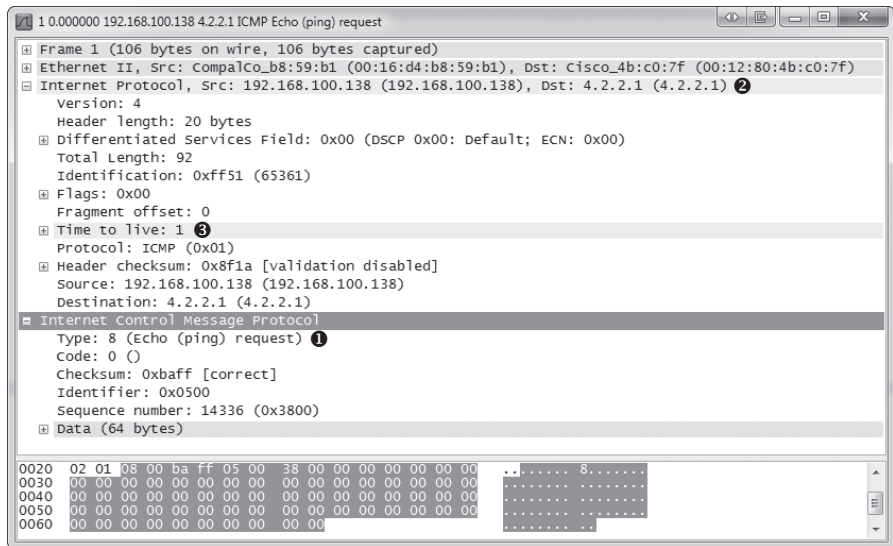 1 0.000000 192.168.100.138 4.2.2.1 ICMP Echo (ping) request
Frame 1 (106 bytes on wire, 106 bytes captured)
Ethernet II, Src: CompalCo_b8:59:b1 (00:16:d4:b8:59:b1), Dst: Cisco_4b:c0:7f (00:12:80:4b:c0:7f)
Internet Protocol, Src: 192.168.100.138 (192.168.100.138), Dst: 4.2.2.1 (4.2.2.1) ❷
Version: 4
Header length: 20 bytes
Differentiated Services Field: 0x00 (DSCP 0x00: Default; ECN: 0x00)
Total Length: 92
Identification: 0xff51 (65361)
Flags: 0x00
Fragment offset: 0
Time to live: 1 ❸
Protocol: ICMP (0x01)
Header checksum: 0x8f1a [validation disabled]
Source: 192.168.100.138 (192.168.100.138)
Destination: 4.2.2.1 (4.2.2.1)
Internet Control Message Protocol
Type: 8 (Echo (ping) request) ❶
Code: 0 ()
Checksum: 0xbaff [correct]
Identifier: 0x0500
Sequence number: 14336 (0x3800)
Data (64 bytes)
0020 02 01 08 00 ba ff 05 00 38 00 00 00 00 00 00 00 ........ 8.......
0030 00 00 00 00 00 00 00 00 00 00 00 00 00 00 00 00 ........ ........
0040 00 00 00 00 00 00 00 00 00 00 00 00 00 00 00 00 ........ ........
0050 00 00 00 00 00 00 00 00 00 00 00 00 00 00 00 00 ........ ........
0060 00 00 00 00 00 00 00 00 00 00 ........ ..